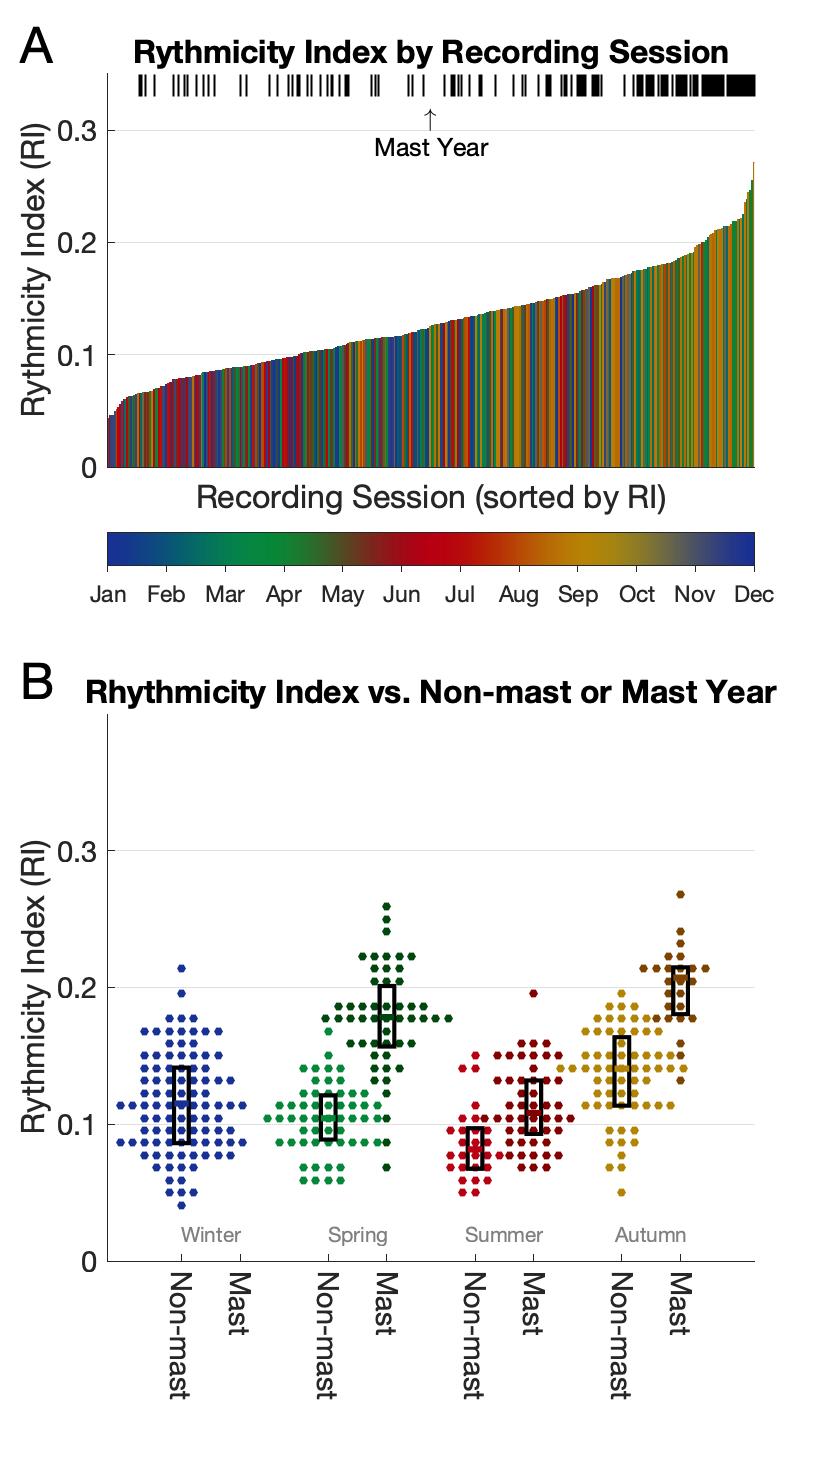 A
Rythmicity Index by Recording Session
Rythmicity Index (RI)
0.3
↑
Mast Year
0.2
0.1
0
Recording Session (sorted by RI)
Jan Feb Mar Apr May Jun Jul Aug Sep Oct Nov Dec
B
Rhythmicity Index vs. Non-mast or Mast Year
Rythmicity Index (RI)
0.3
0.2
0.1
Winter Spring Summer Autumn
0
Non-mast Mast Non-mast Mast Non-mast Mast Non-mast Mast